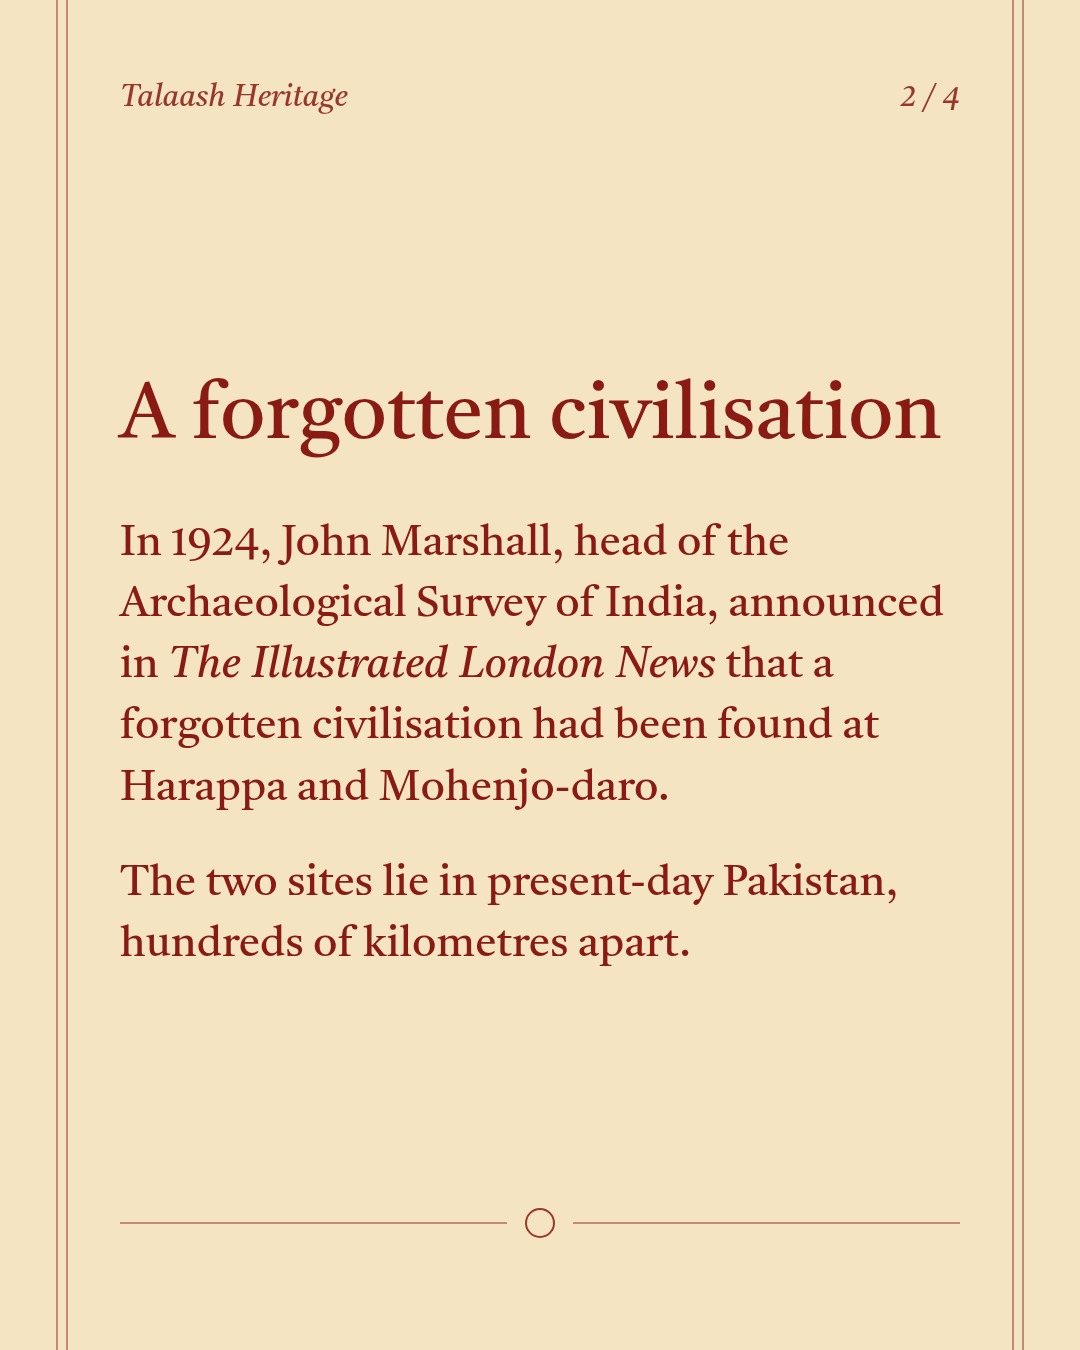 Talaash Heritage
2 / 4
A forgotten civilisation
In 1924, John Marshall, head of the
Archaeological Survey of India, announced
in The Illustrated London News that a
forgotten civilisation had been found at
Harappa and Mohenjo-daro.
The two sites lie in present-day Pakistan,
hundreds of kilometres apart.